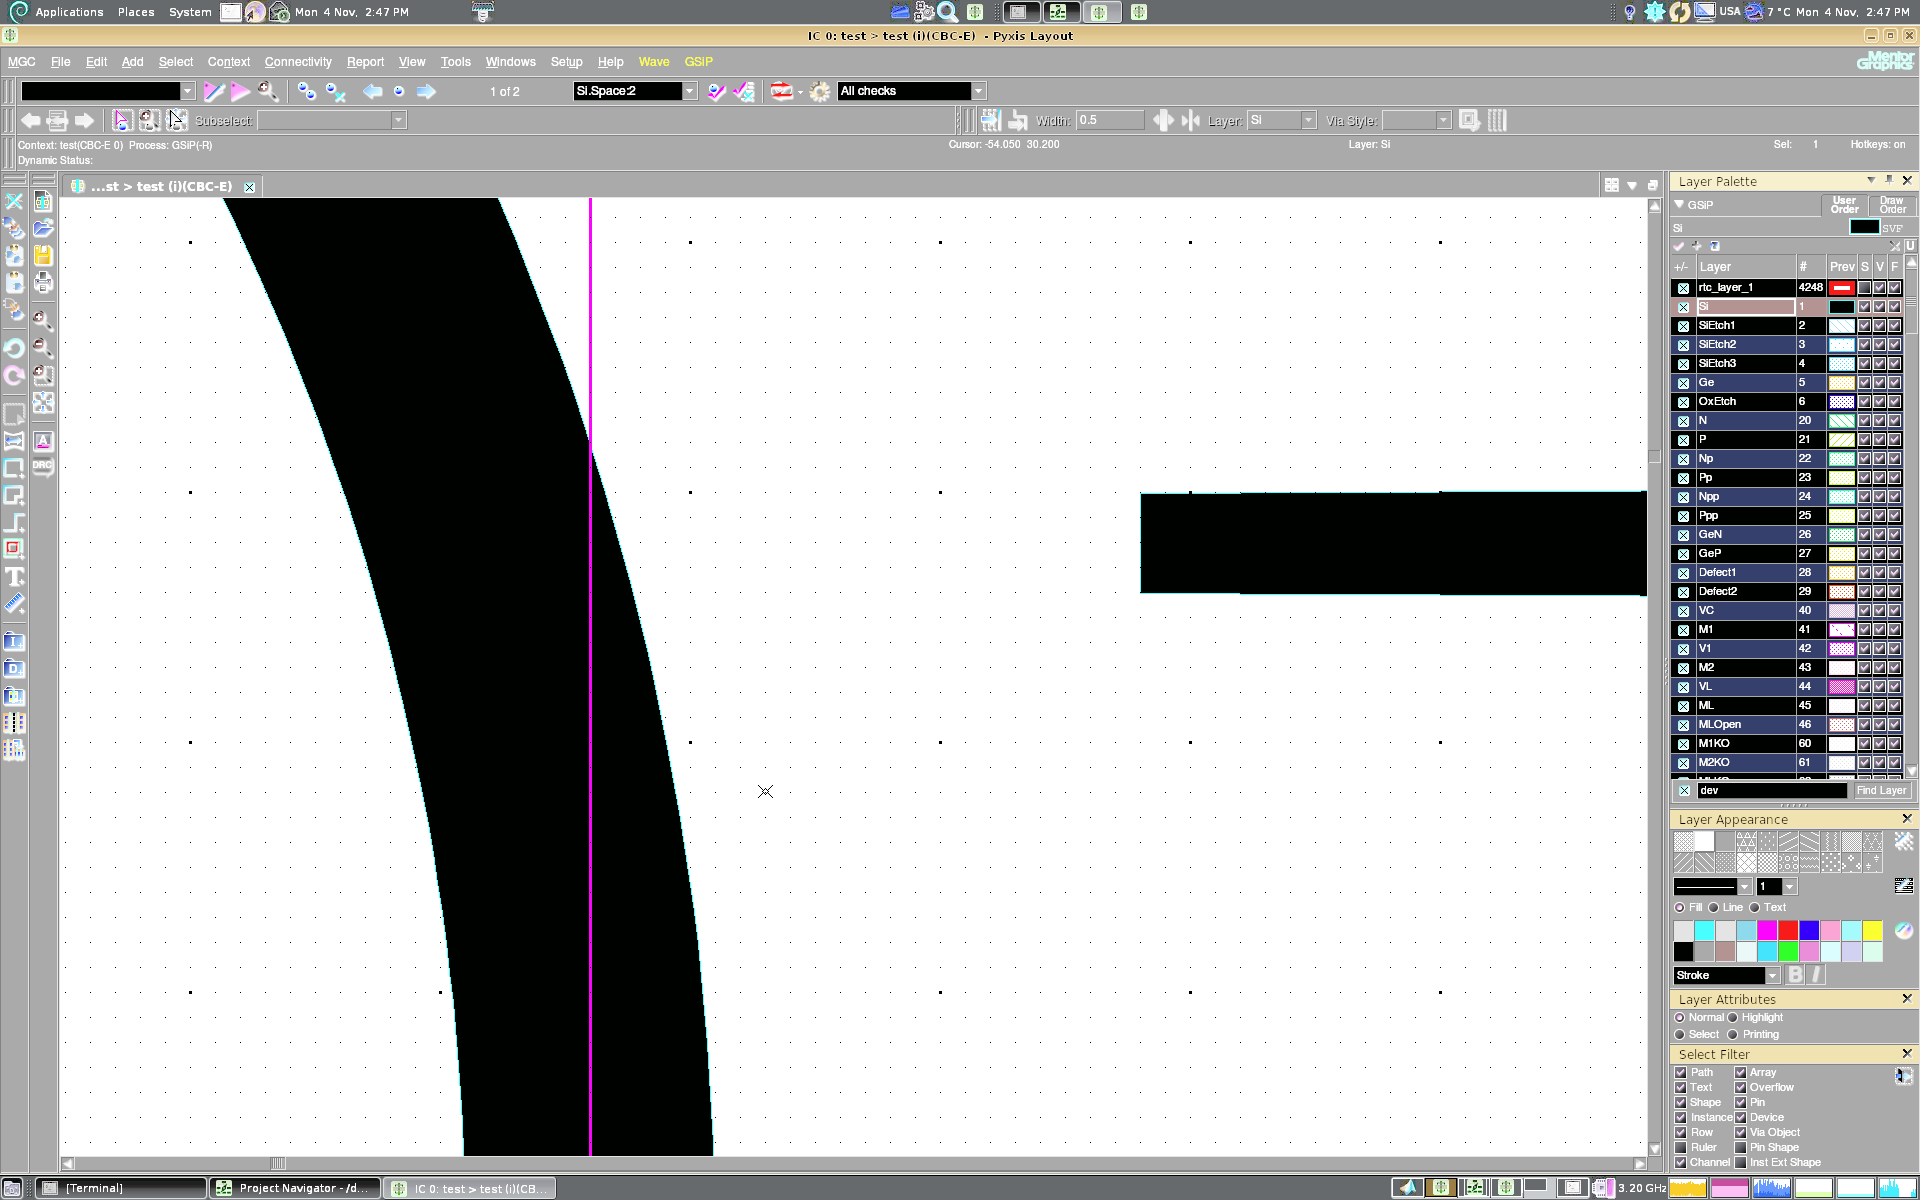 Applications Places System Mon 4 Nov, 2:47 PM USA 7 °C Mon 4 Nov, 2:47 PM
IC 0: test > test (i)(CBC-E) - Pyxis Layout
MGC File Edit Add Select Context Connectivity Report View Tools Windows Setup Help Wave GSiP
Mentor Graphics
1 of 2 Si.Space:2 All checks
Subselect: Width: 0.5 Layer: Si Via Style:
Context: test(CBC-E 0) Process: GSiP(-R) Cursor: -54.050 30.200 Layer: Si Sel: 1 Hotkeys: on
Dynamic Status:
...st > test (i)(CBC-E)
A
DRC
T
I
D
Layer Palette
GSiP User Order Draw Order
Si SVF
+/- Layer # Prev S V F
rtc_layer_1 4248
Si 1
SiEtch1 2
SiEtch2 3
SiEtch3 4
Ge 5
OxEtch 6
N 20
P 21
Np 22
Pp 23
Npp 24
Ppp 25
GeN 26
GeP 27
Defect1 28
Defect2 29
VC 40
M1 41
V1 42
M2 43
VL 44
ML 45
MLOpen 46
M1KO 60
M2KO 61
dev Find Layer
Layer Appearance
1
Fill Line Text
Stroke B I
Layer Attributes
Normal Highlight
Select Printing
Select Filter
Path Array
Text Overflow
Shape Pin
Instance Device
Row Via Object
Ruler Pin Shape
Channel Inst Ext Shape
[Terminal] Project Navigator - /d... IC 0: test > test (i)(CB... 3.20 GHz